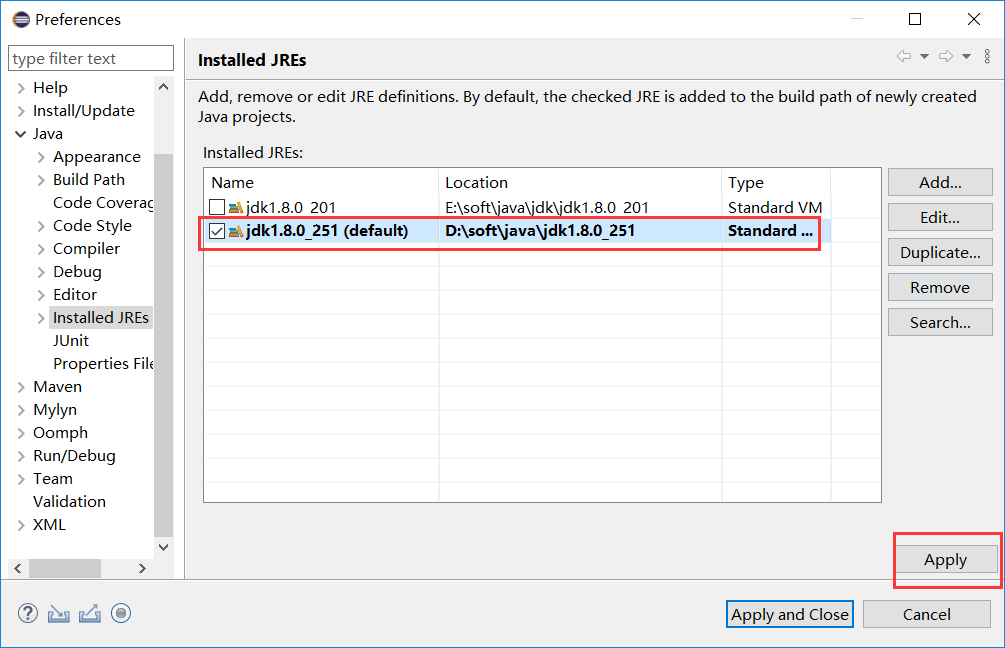 Preferences
type filter text
Help
Install/Update
Java
Appearance
Build Path
Code Coverag
Code Style
Compiler
Debug
Editor
Installed JREs
JUnit
Properties File
Maven
Mylyn
Oomph
Run/Debug
Team
Validation
XML
Installed JREs
Add, remove or edit JRE definitions. By default, the checked JRE is added to the build path of newly created
Java projects.
Installed JREs:
Name Location Type
jdk1.8.0_201 E:\soft\java\jdk\jdk1.8.0_201 Standard VM
jdk1.8.0_251 (default) D:\soft\java\jdk1.8.0_251 Standard ...
Add...
Edit...
Duplicate...
Remove
Search...
Apply
Apply and Close Cancel